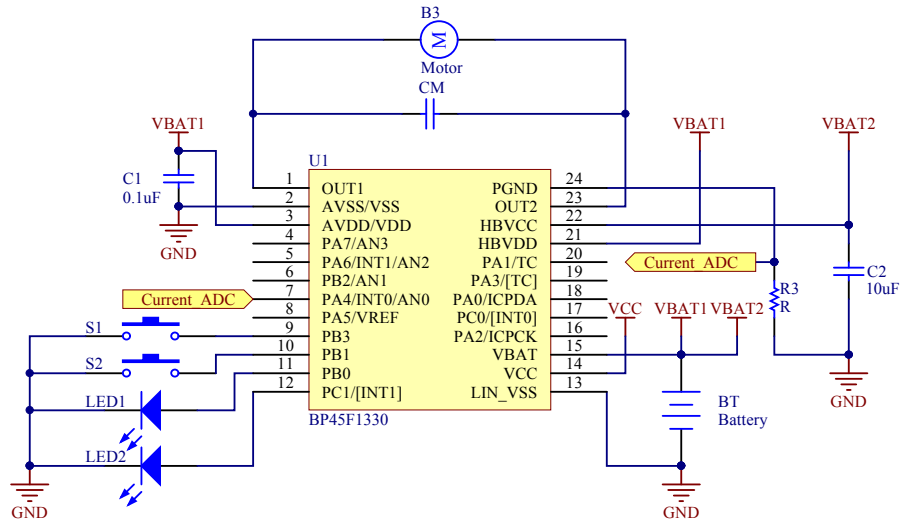 B3
M
Motor
CM
VBAT1
C1
0.1uF
GND
U1
1 OUT1
2 AVSS/VSS
3 AVDD/VDD
4 PA7/AN3
5 PA6/INT1/AN2
6 PB2/AN1
7 PA4/INT0/AN0
8 PA5/VREF
9 PB3
10 PB1
11 PB0
12 PC1/[INT1]
PGND 24
OUT2 23
HBVCC 22
HBVDD 21
PA1/TC 20
PA3/[TC] 19
PA0/ICPDA 18
PC0/[INT0] 17
PA2/ICPCK 16
VBAT 15
VCC 14
LIN_VSS 13
BP45F1330
Current_ADC
S1
S2
LED1
LED2
GND
VBAT1
VBAT2
Current_ADC
R3
R
C2
10uF
GND
VCC
VBAT1
VBAT2
BT
Battery
GND